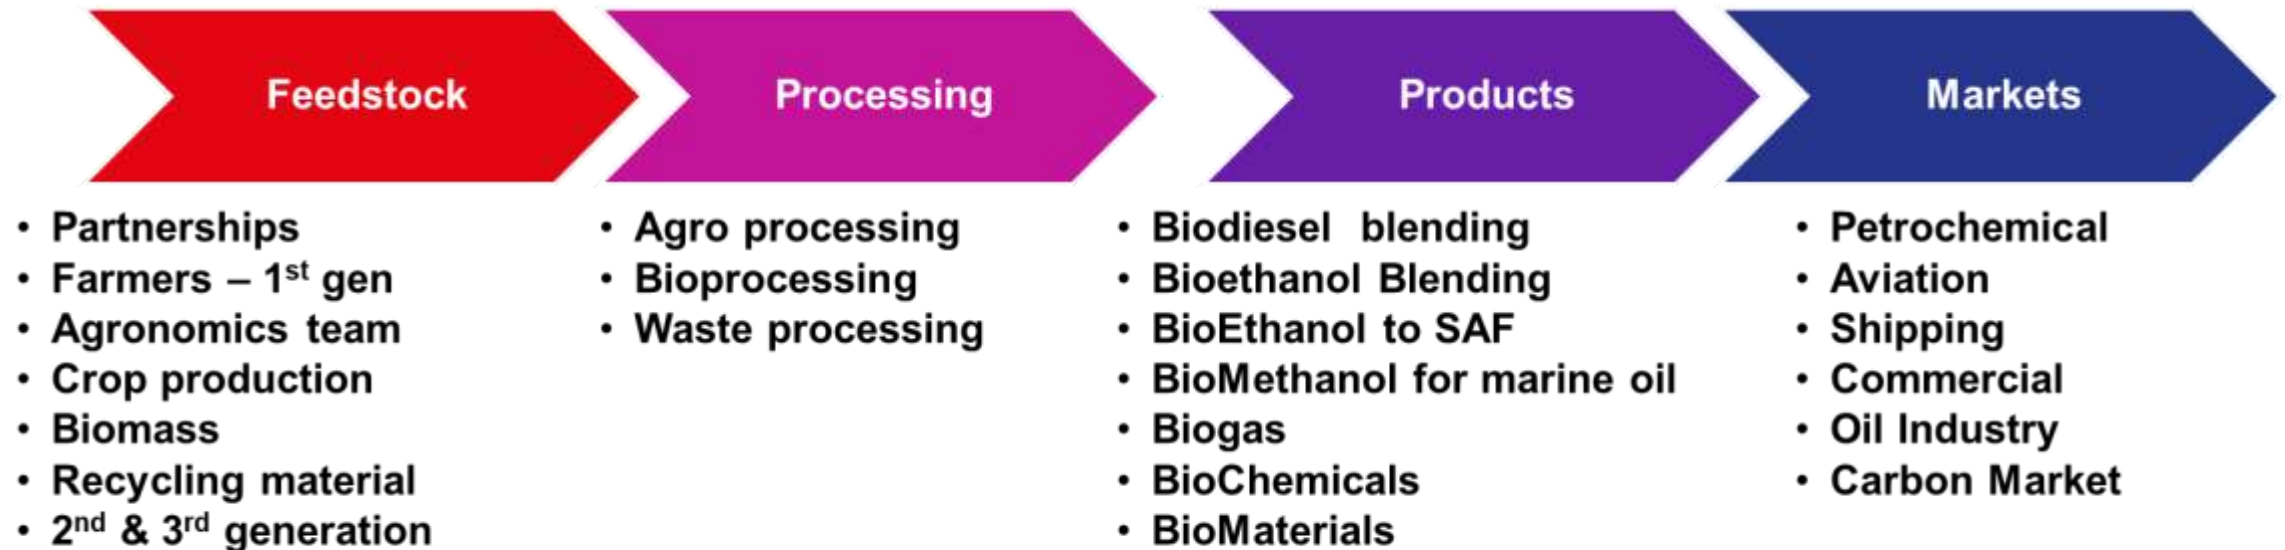 Feedstock
Processing
Products
Markets
• Partnerships
• Farmers – 1st gen
• Agronomics team
• Crop production
• Biomass
• Recycling material
• 2nd & 3rd generation
• Agro processing
• Bioprocessing
• Waste processing
• Biodiesel blending
• Bioethanol Blending
• BioEthanol to SAF
• BioMethanol for marine oil
• Biogas
• BioChemicals
• BioMaterials
• Petrochemical
• Aviation
• Shipping
• Commercial
• Oil Industry
• Carbon Market